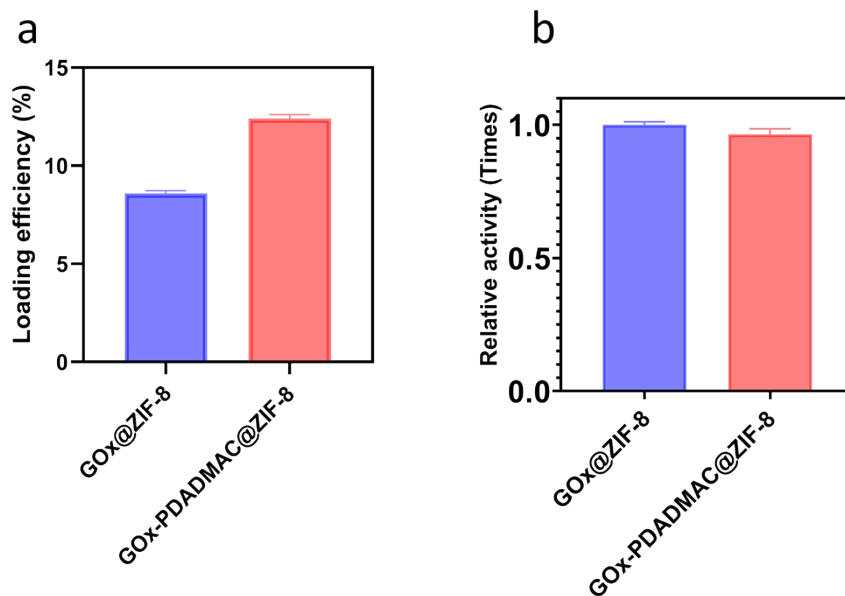 a
Loading efficiency (%)
15
10
5
0
GOx@ZIF-8
GOx-PDADMAC@ZIF-8
b
Relative activity (Times)
1.0
0.5
0.0
GOx@ZIF-8
GOx-PDADMAC@ZIF-8